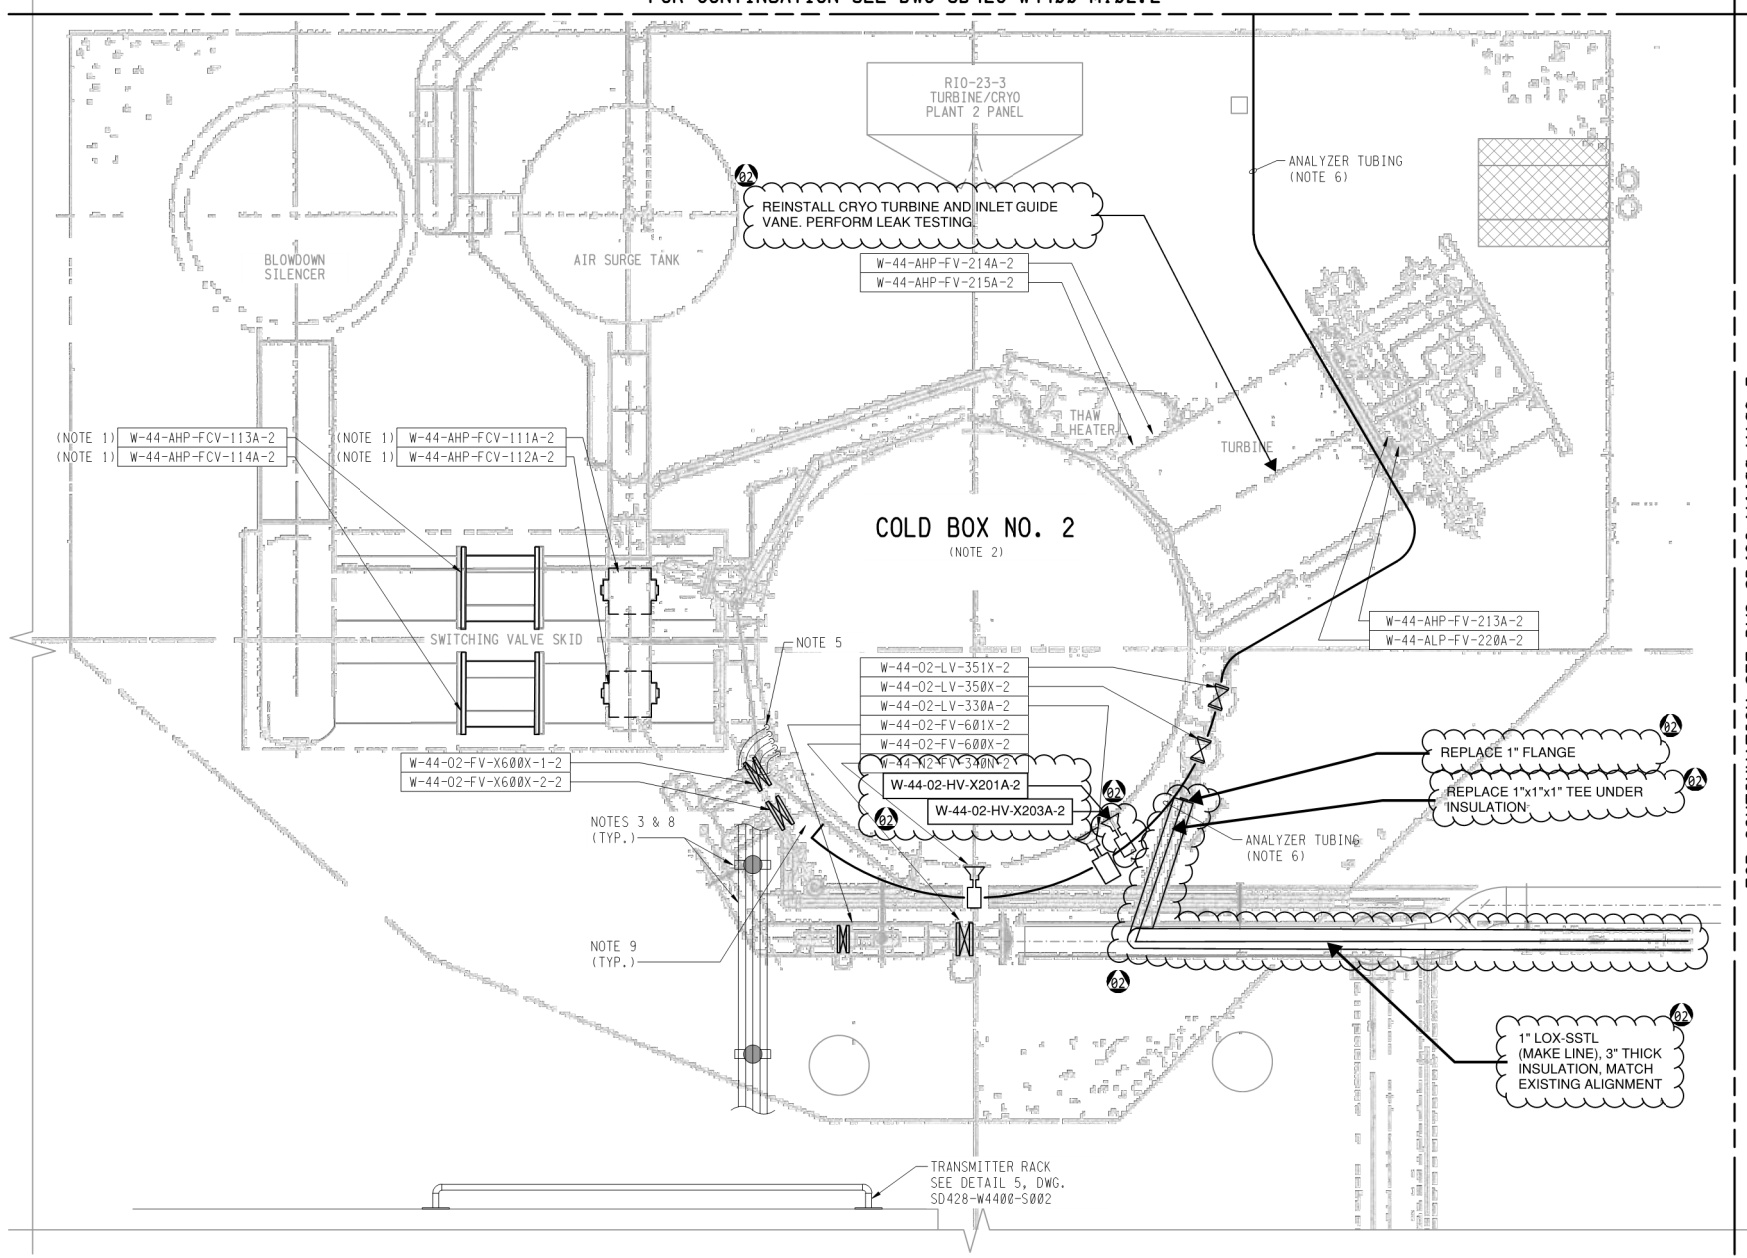 RIO-23-3
TURBINE/CRYO
PLANT 2 PANEL
ANALYZER TUBING
(NOTE 6)
02
REINSTALL CRYO TURBINE AND INLET GUIDE
VANE. PERFORM LEAK TESTING.
W-44-AHP-FV-214A-2
W-44-AHP-FV-215A-2
BLOWDOWN
SILENCER
AIR SURGE TANK
THAW
HEATER
TURBINE
(NOTE 1) W-44-AHP-FCV-113A-2
(NOTE 1) W-44-AHP-FCV-114A-2
(NOTE 1) W-44-AHP-FCV-111A-2
(NOTE 1) W-44-AHP-FCV-112A-2
COLD BOX NO. 2
(NOTE 2)
W-44-AHP-FV-213A-2
W-44-ALP-FV-220A-2
SWITCHING VALVE SKID
NOTE 5
W-44-O2-LV-351X-2
W-44-O2-LV-350X-2
W-44-O2-LV-330A-2
W-44-O2-FV-601X-2
W-44-O2-FV-600X-2
W-44-N2-FV-340N-2
W-44-02-HV-X201A-2
W-44-02-HV-X203A-2
02
02
W-44-O2-FV-X600X-1-2
W-44-O2-FV-X600X-2-2
02
REPLACE 1" FLANGE
02
REPLACE 1"x1"x1" TEE UNDER
INSULATION
NOTES 3 & 8
(TYP.)
ANALYZER TUBING
(NOTE 6)
NOTE 9
(TYP.)
02
02
1" LOX-SSTL
(MAKE LINE), 3" THICK
INSULATION, MATCH
EXISTING ALIGNMENT
TRANSMITTER RACK
SEE DETAIL 5, DWG.
SD428-W4400-S002